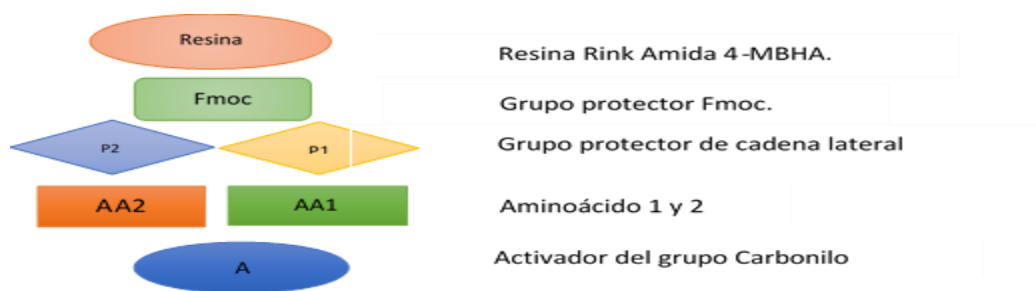 Resina
Resina Rink Amida 4-MBHA.
Fmoc
Grupo protector Fmoc.
P2
P1
Grupo protector de cadena lateral
AA2
AA1
Aminoácido 1 y 2
A
Activador del grupo Carbonilo